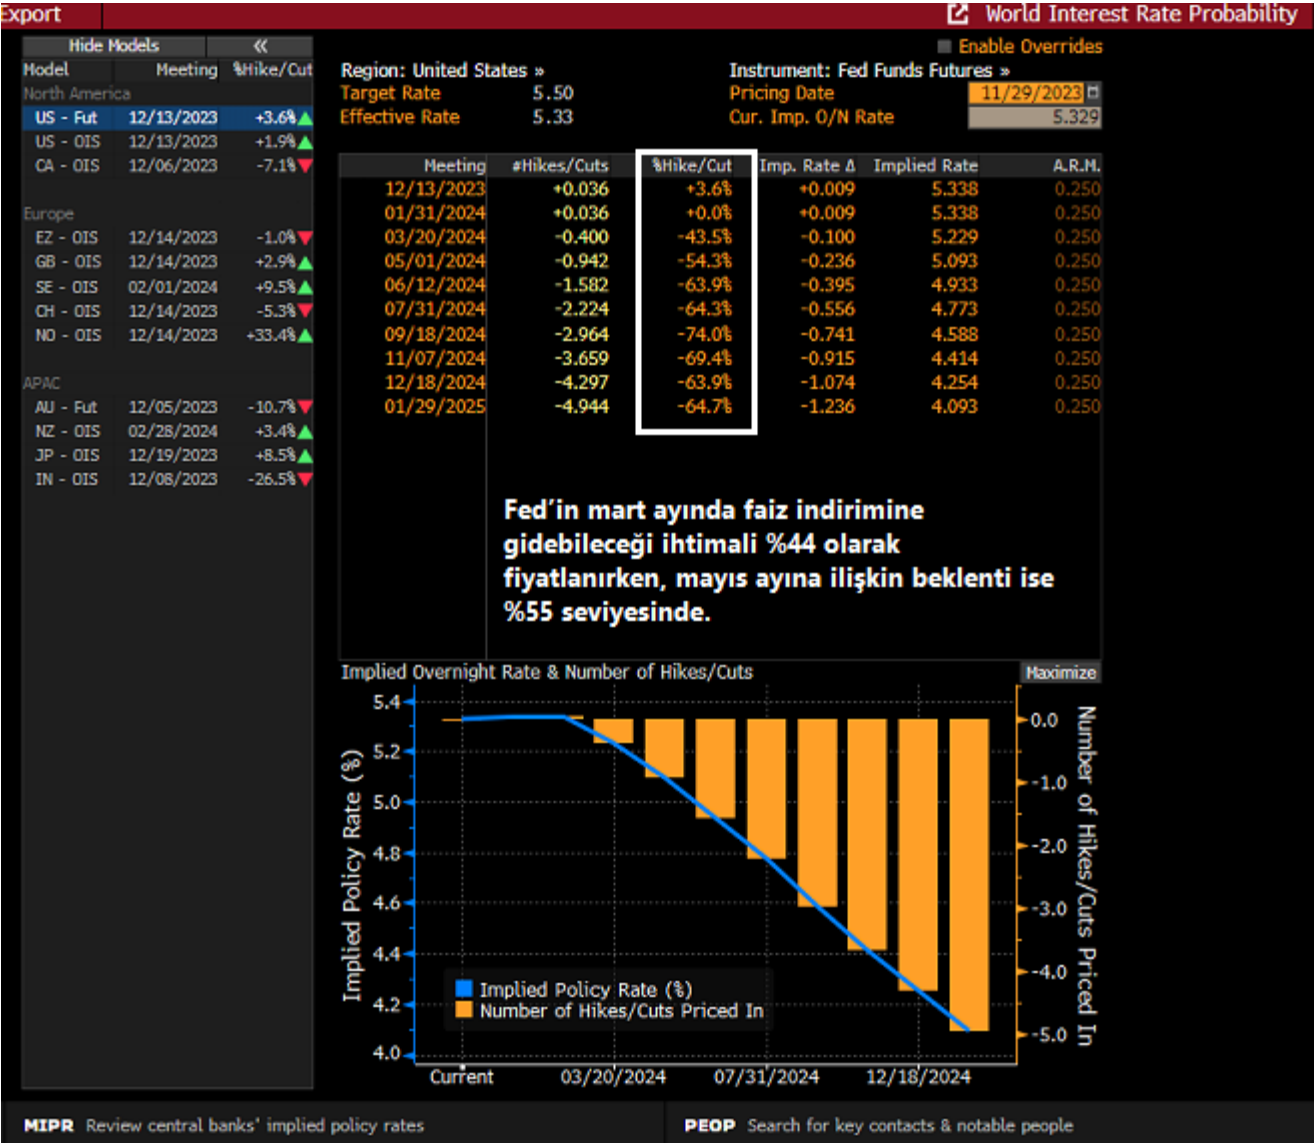 Export World Interest Rate Probability
Hide Models «
Model Meeting %Hike/Cut
North America
US - Fut 12/13/2023 +3.6%
US - OIS 12/13/2023 +1.9%
CA - OIS 12/06/2023 -7.1%
Europe
EZ - OIS 12/14/2023 -1.0%
GB - OIS 12/14/2023 +2.9%
SE - OIS 02/01/2024 +9.5%
CH - OIS 12/14/2023 -5.3%
NO - OIS 12/14/2023 +33.4%
APAC
AU - Fut 12/05/2023 -10.7%
NZ - OIS 02/28/2024 +3.4%
JP - OIS 12/19/2023 +8.5%
IN - OIS 12/08/2023 -26.5%
Enable Overrides
Region: United States » Instrument: Fed Funds Futures »
Target Rate 5.50 Pricing Date 11/29/2023
Effective Rate 5.33 Cur. Imp. O/N Rate 5.329
Meeting #Hikes/Cuts %Hike/Cut Imp. Rate Δ Implied Rate A.R.M.
12/13/2023 +0.036 +3.6% +0.009 5.338 0.250
01/31/2024 +0.036 +0.0% +0.009 5.338 0.250
03/20/2024 -0.400 -43.5% -0.100 5.229 0.250
05/01/2024 -0.942 -54.3% -0.236 5.093 0.250
06/12/2024 -1.582 -63.9% -0.395 4.933 0.250
07/31/2024 -2.224 -64.3% -0.556 4.773 0.250
09/18/2024 -2.964 -74.0% -0.741 4.588 0.250
11/07/2024 -3.659 -69.4% -0.915 4.414 0.250
12/18/2024 -4.297 -63.9% -1.074 4.254 0.250
01/29/2025 -4.944 -64.7% -1.236 4.093 0.250
Fed'in mart ayında faiz indirimine
gidebileceği ihtimali %44 olarak
fiyatlanırken, mayıs ayına ilişkin beklenti ise
%55 seviyesinde.
Implied Overnight Rate & Number of Hikes/Cuts Maximize
Implied Policy Rate (%)
5.4
5.2
5.0
4.8
4.6
4.4
4.2
4.0
0.0
-1.0
-2.0
-3.0
-4.0
-5.0
Number of Hikes/Cuts Priced In
Implied Policy Rate (%)
Number of Hikes/Cuts Priced In
Current 03/20/2024 07/31/2024 12/18/2024
MIPR Review central banks' implied policy rates PEOP Search for key contacts & notable people